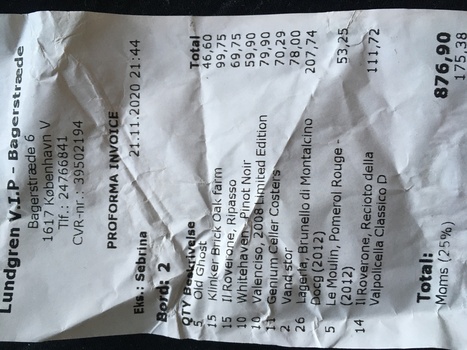 Lundgren V.I.P - Bagerstræde
Bagerstræde 6
1617 København V
Tlf.: 24766841
CVR-nr.: 39502194
PROFORMA INVOICE
21.11.2020 21:44
Eks.: Sebrina
Bord: 2
QTY Beskrivelse Total
5 Old Ghost 46,60
15 Klinker Brick Oak farm 99,75
15 Il Roverone, Ripasso 69,75
10 Whitehaven - Pinot Noir 59,90
10 Valenciso, 2008 Limited Edition 79,90
11 Genium Celler Costers 70,29
2 Vand stor 78,00
26 Lageria, Brunello di Montalcino 207,74
Docg (2012)
5 Le Moulin, Pomerol Rouge - 53,25
(2012)
14 Il Roverone, Recioto della 111,72
Valpolicella Classico D
Total: 876,90
Moms (25%) 175,38